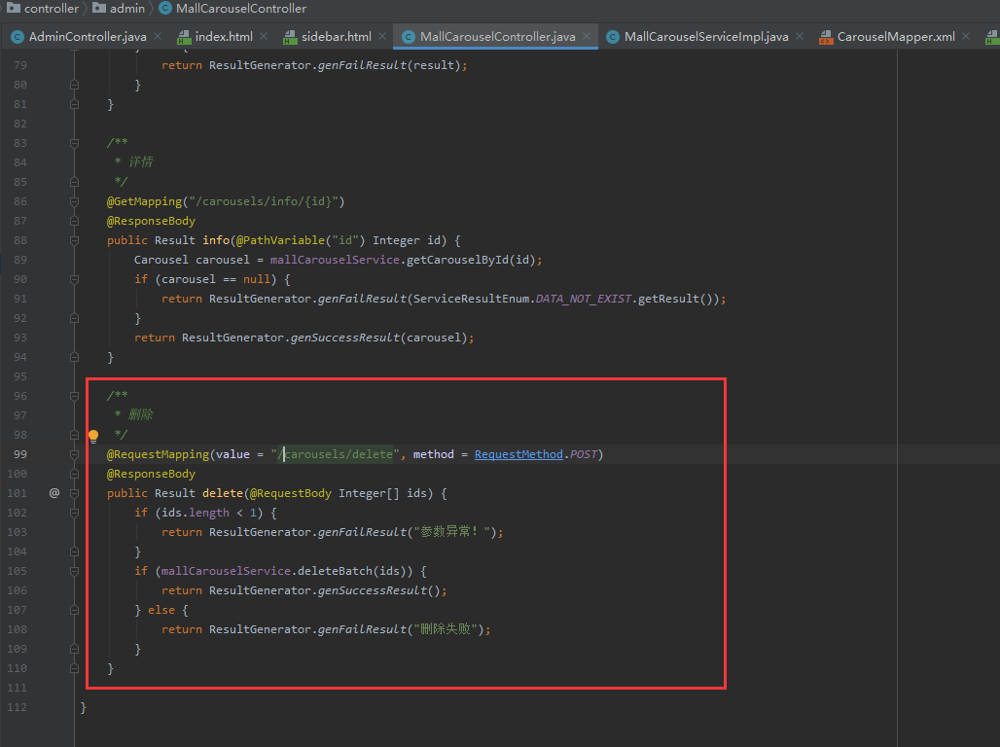 controller admin MallCarouselController
AdminController.java index.html sidebar.html MallCarouselController.java MallCarouselServiceImpl.java CarouselMapper.xml
79 return ResultGenerator.genFailResult(result);
80 }
81 }
82
83 /**
84 * 详情
85 */
86 @GetMapping("/carousels/info/{id}")
87 @ResponseBody
88 public Result info(@PathVariable("id") Integer id) {
89 Carousel carousel = mallCarouselService.getCarouselById(id);
90 if (carousel == null) {
91 return ResultGenerator.genFailResult(ServiceResultEnum.DATA_NOT_EXIST.getResult());
92 }
93 return ResultGenerator.genSuccessResult(carousel);
94 }
95
96 /**
97 * 删除
98 */
99 @RequestMapping(value = "/carousels/delete", method = RequestMethod.POST)
100 @ResponseBody
101 @ public Result delete(@RequestBody Integer[] ids) {
102 if (ids.length < 1) {
103 return ResultGenerator.genFailResult("参数异常！");
104 }
105 if (mallCarouselService.deleteBatch(ids)) {
106 return ResultGenerator.genSuccessResult();
107 } else {
108 return ResultGenerator.genFailResult("删除失败");
109 }
110 }
111
112 }